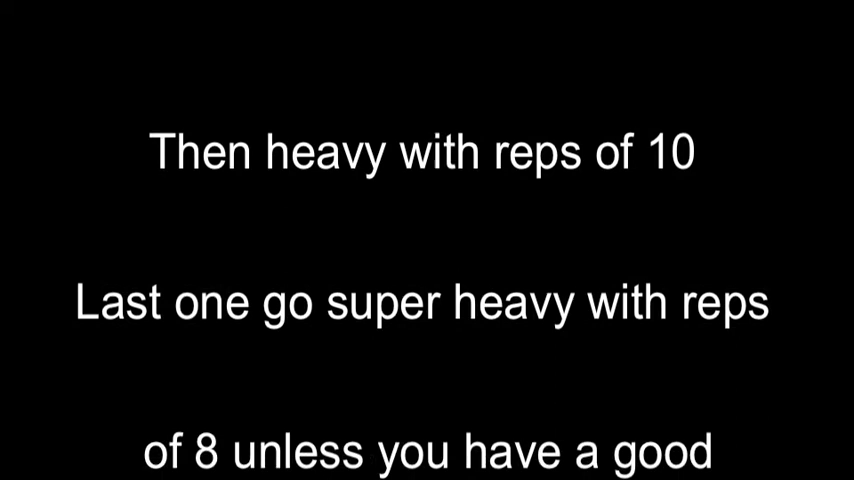 Then heavy with reps of 10
Last one go super heavy with reps
of 8 unless you have a good